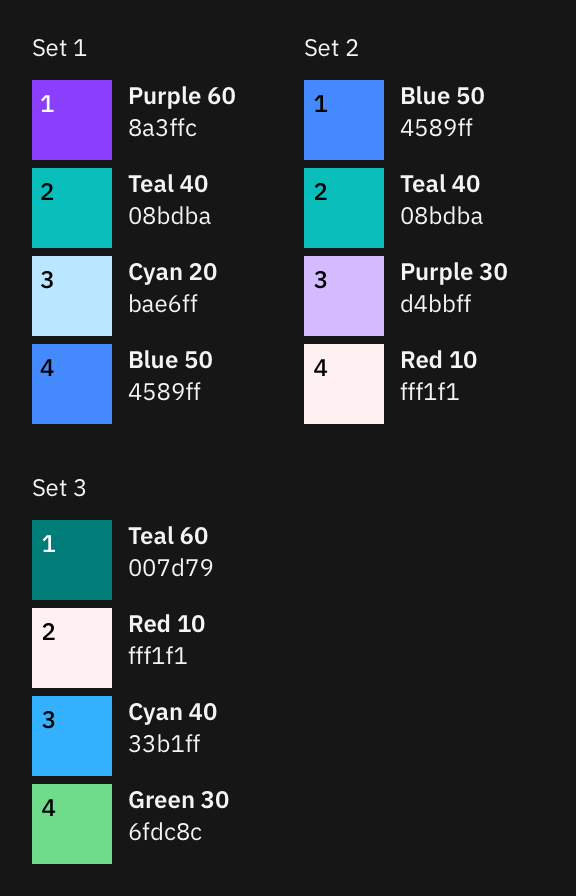 Set 1
1
Purple 60
8a3ffc
2
Teal 40
08bdba
3
Cyan 20
bae6ff
4
Blue 50
4589ff
Set 2
1
Blue 50
4589ff
2
Teal 40
08bdba
3
Purple 30
d4bbff
4
Red 10
fff1f1
Set 3
1
Teal 60
007d79
2
Red 10
fff1f1
3
Cyan 40
33b1ff
4
Green 30
6fdc8c